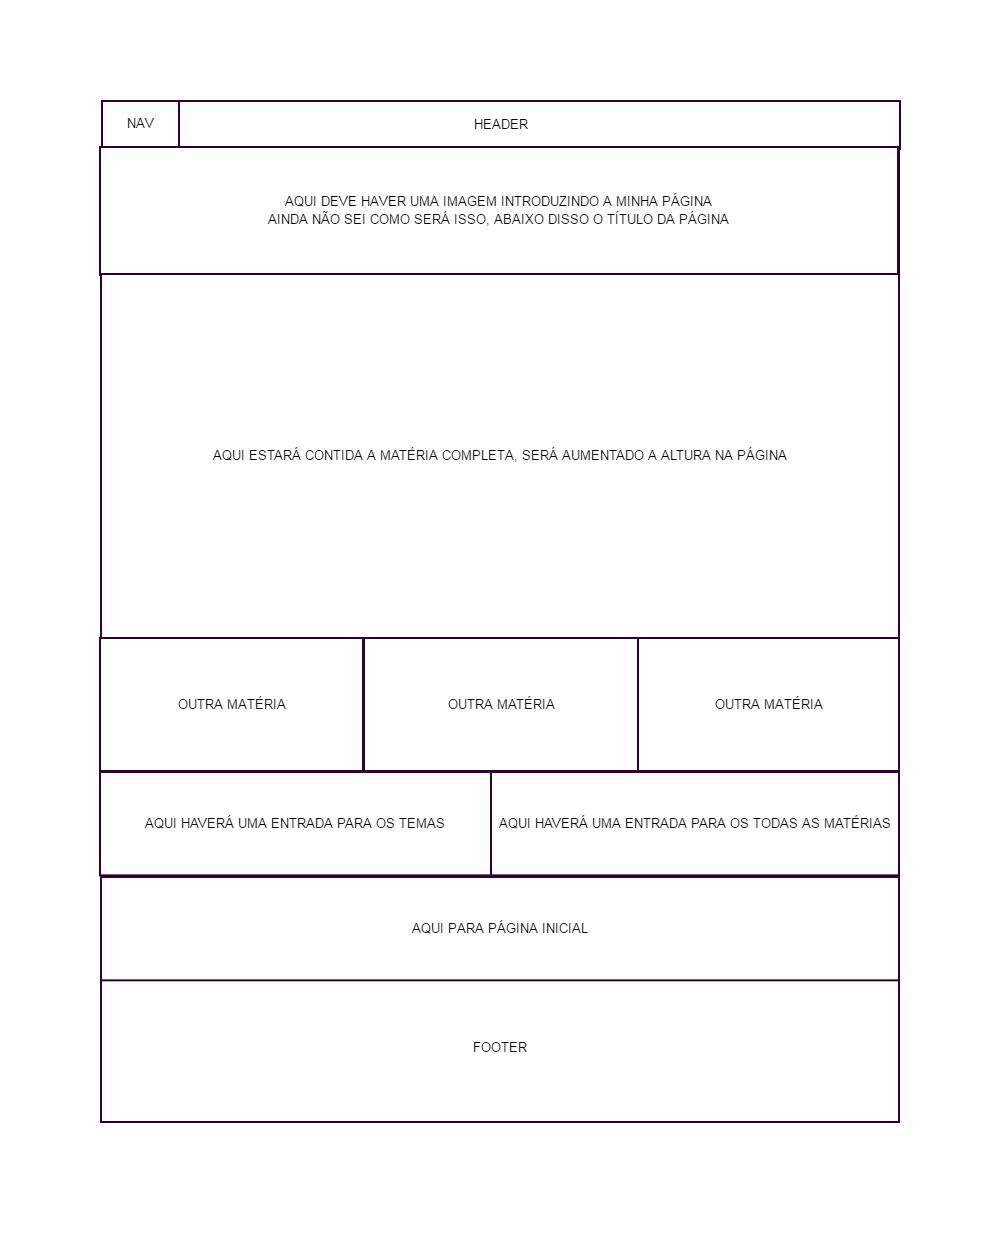 NAV
HEADER
AQUI DEVE HAVER UMA IMAGEM INTRODUZINDO A MINHA PÁGINA
AINDA NÃO SEI COMO SERÁ ISSO, ABAIXO DISSO O TÍTULO DA PÁGINA
AQUI ESTARÁ CONTIDA A MATÉRIA COMPLETA, SERÁ AUMENTADO A ALTURA NA PÁGINA
OUTRA MATÉRIA
OUTRA MATÉRIA
OUTRA MATÉRIA
AQUI HAVERÁ UMA ENTRADA PARA OS TEMAS
AQUI HAVERÁ UMA ENTRADA PARA OS TODAS AS MATÉRIAS
AQUI PARA PÁGINA INICIAL
FOOTER